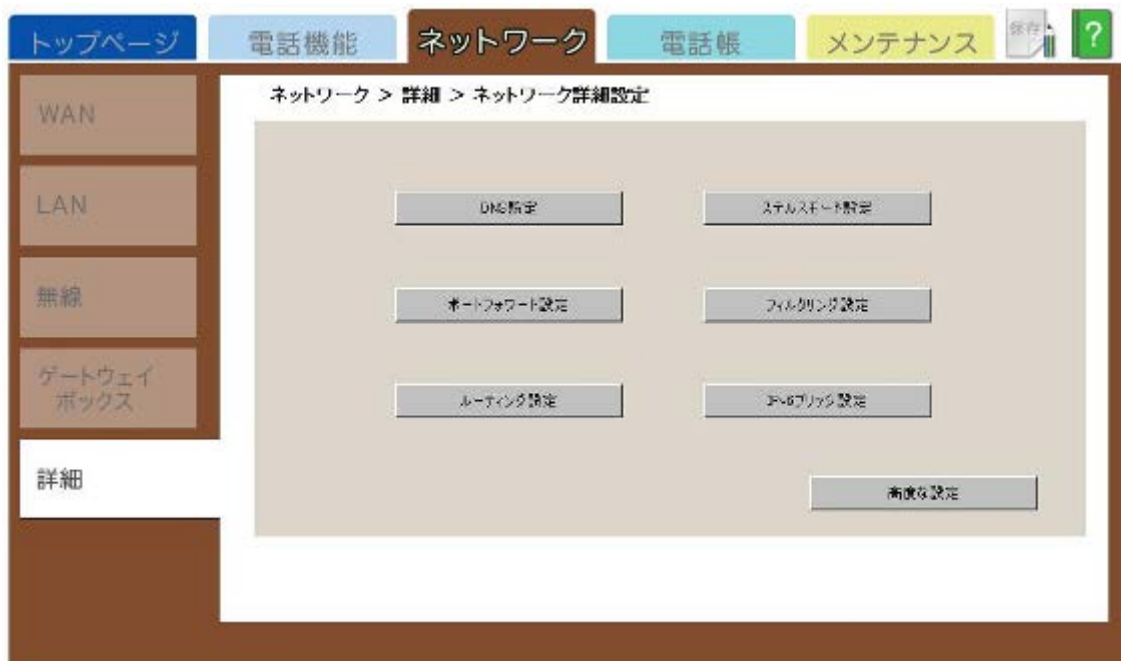 トップページ
電話機能
ネットワーク
電話帳
メンテナンス
保存
?
WAN
LAN
無線
ゲートウェイ
ボックス
詳細
ネットワーク > 詳細 > ネットワーク詳細設定
DNS設定
ステルスモード設定
ポートフォワード設定
フィルタリング設定
ルーティング設定
IPv6ブリッジ設定
高度な設定